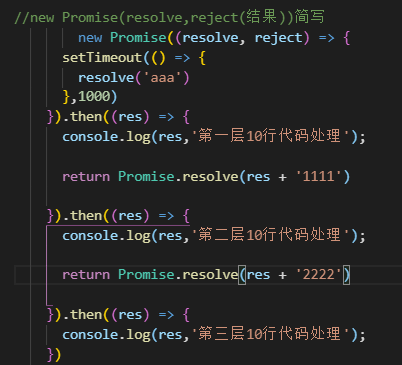 //new Promise(resolve,reject(结果))简写
new Promise((resolve, reject) => {
setTimeout(() => {
resolve('aaa')
},1000)
}).then((res) => {
console.log(res,'第一层10行代码处理');
return Promise.resolve(res + '1111')
}).then((res) => {
console.log(res,'第二层10行代码处理');
return Promise.resolve(res + '2222')
}).then((res) => {
console.log(res,'第三层10行代码处理');
})